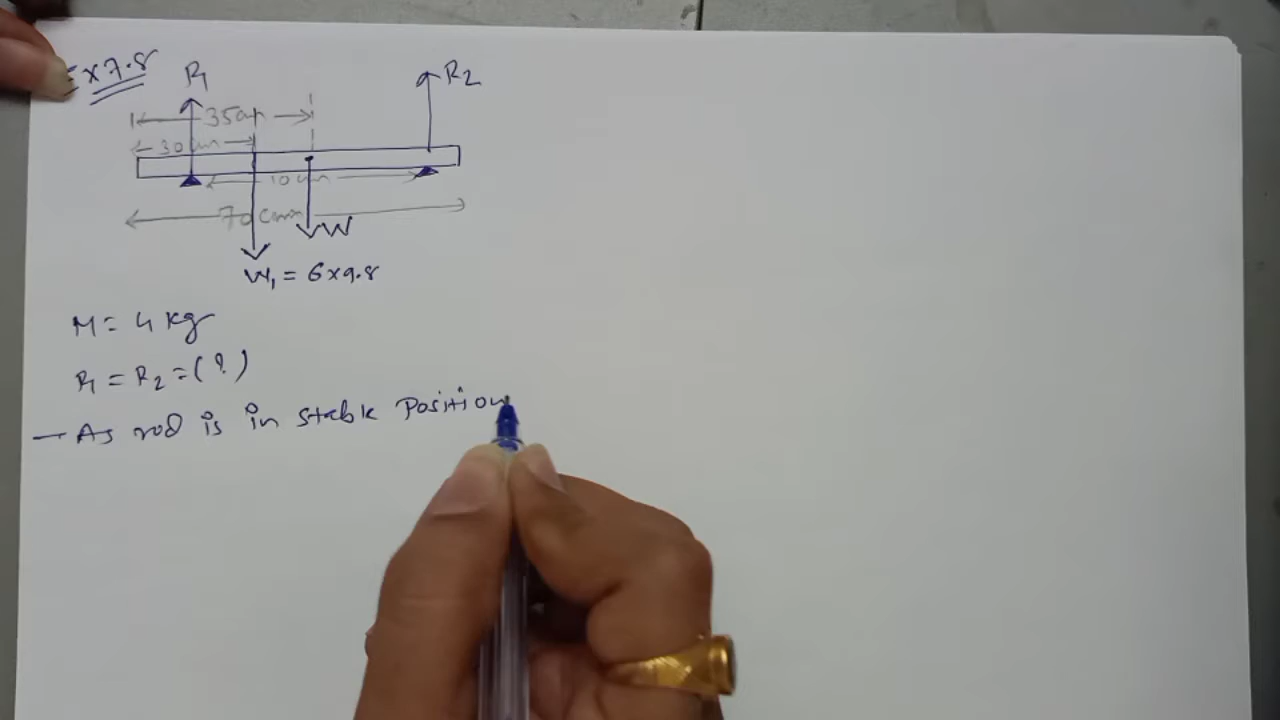 Ex 7.8
R1
R2
35cm
30cm
10cm
70cm
W
W1 = 6x9.8
M = 4 kg
R1 = R2 = (?)
- As rod is in stable Position